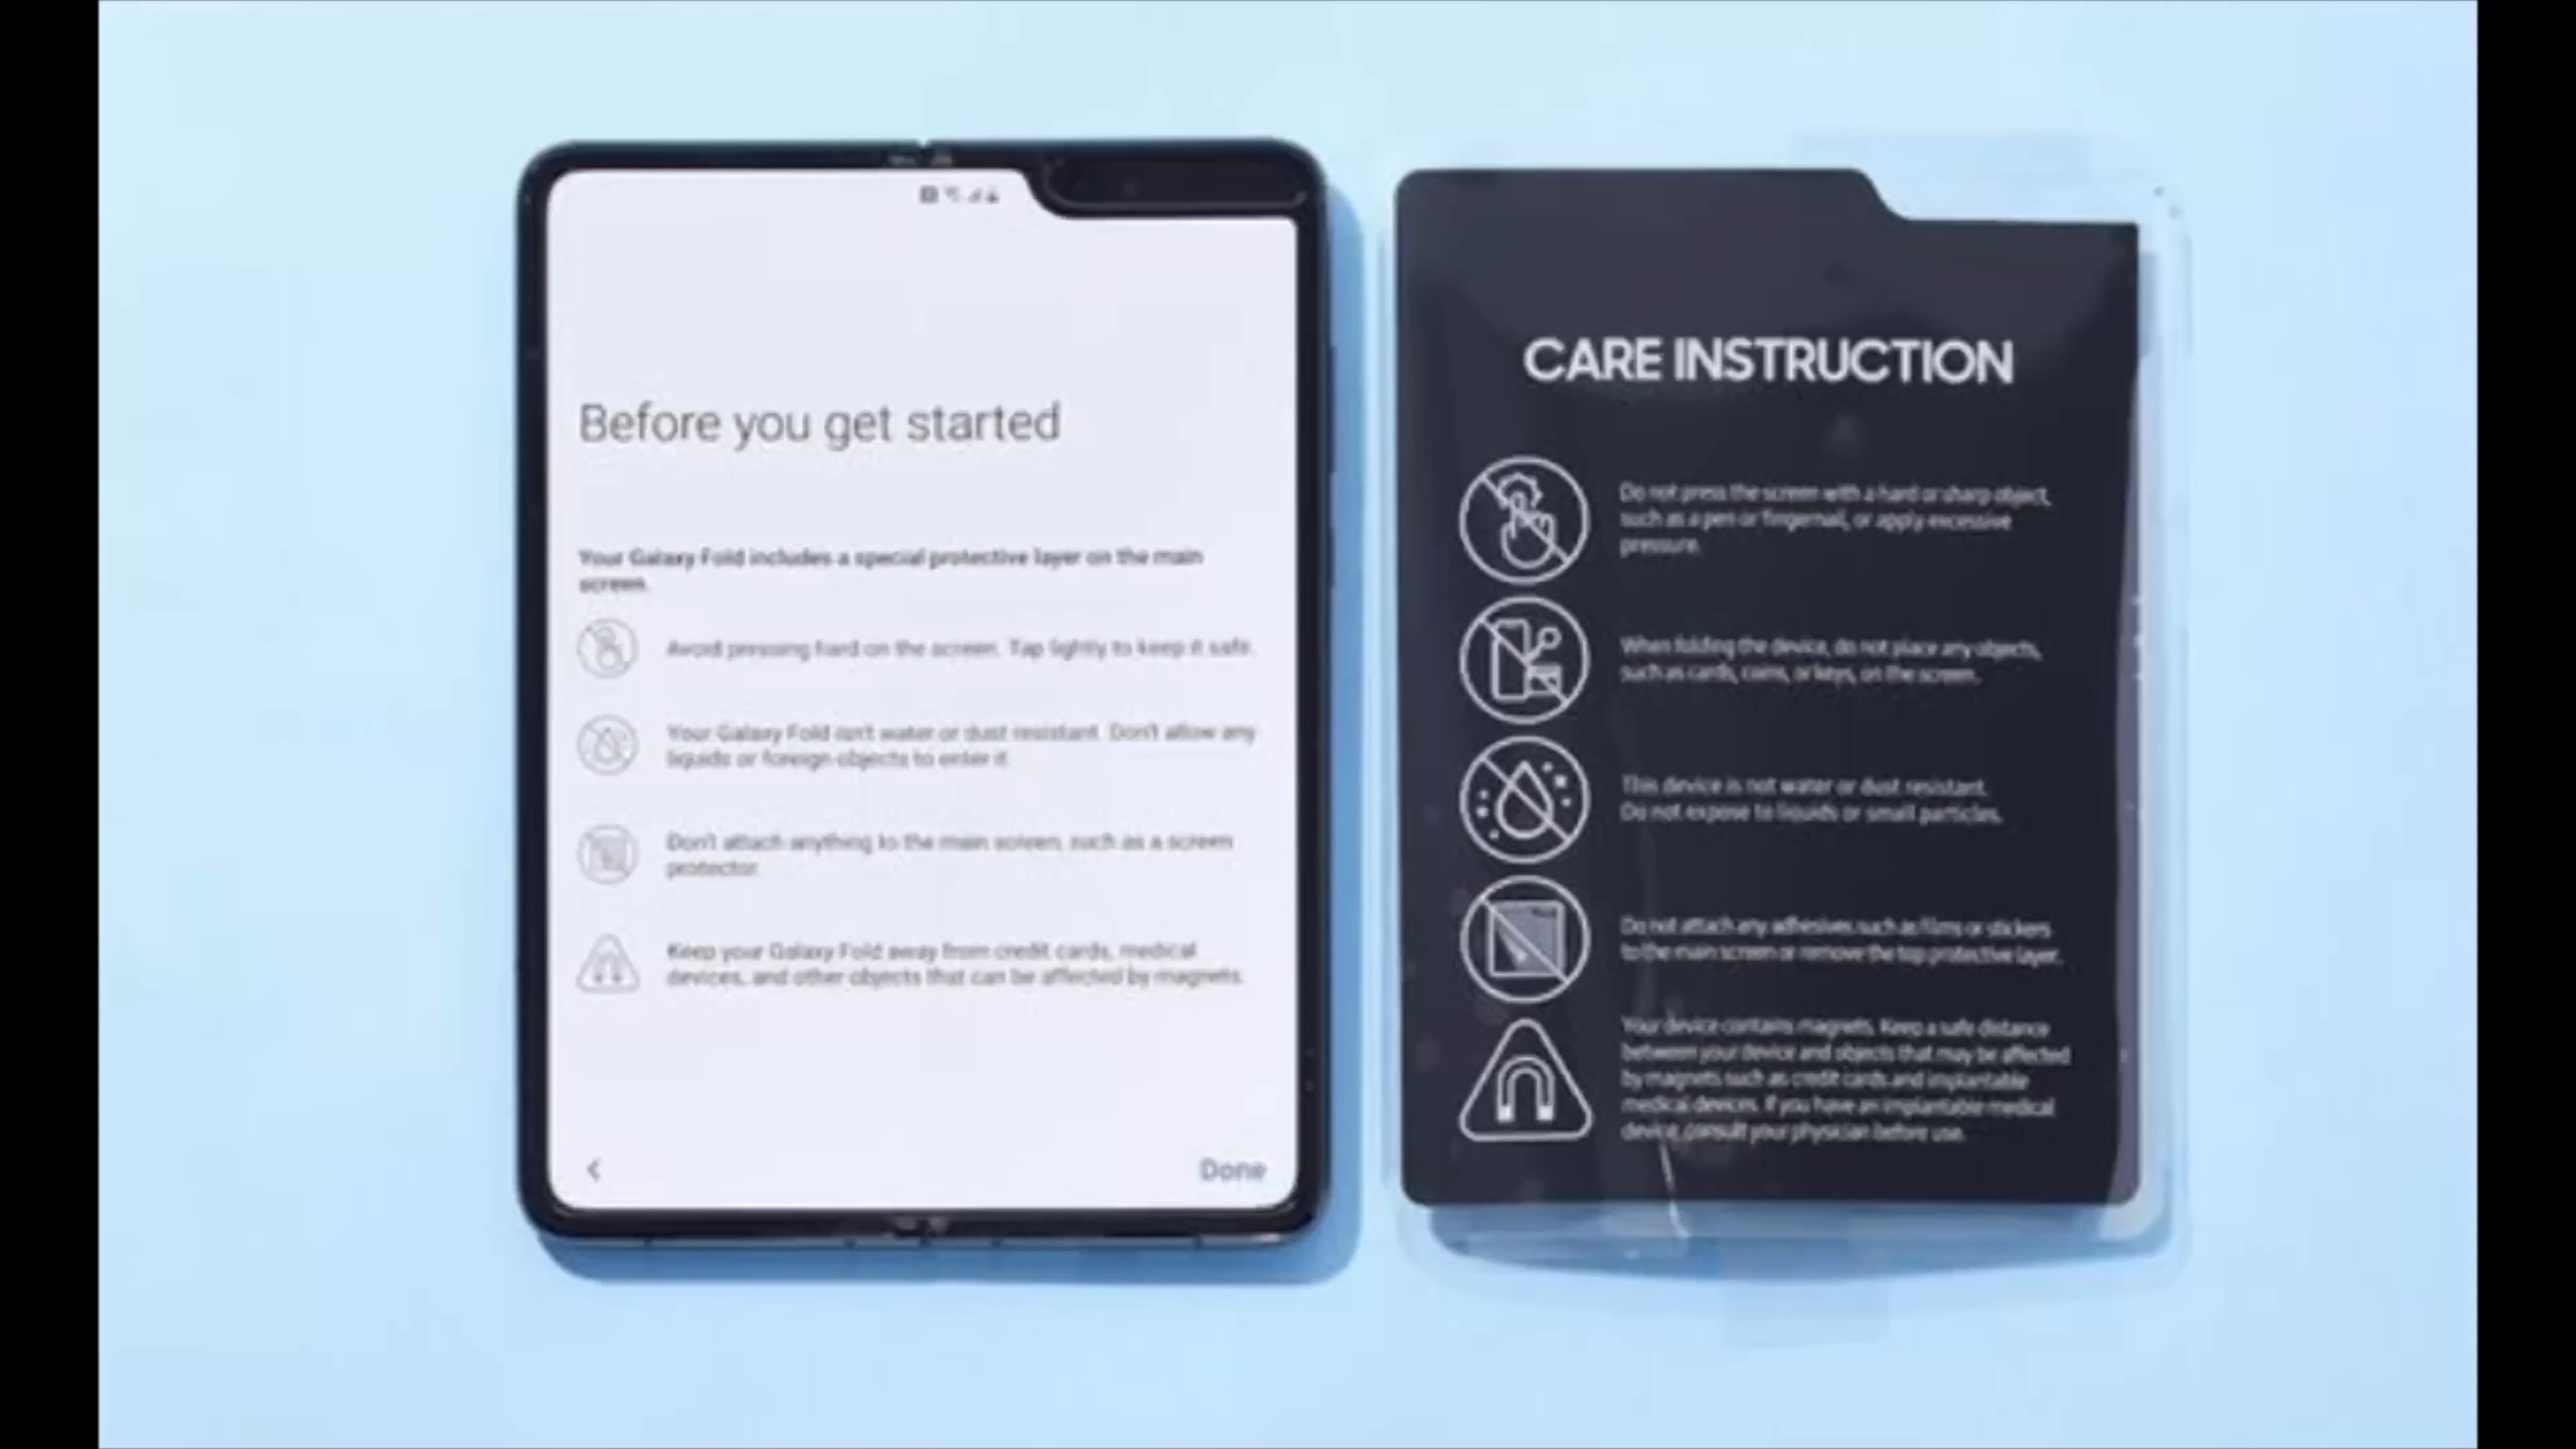 Before you get started
Your Galaxy Fold includes a special protective layer on the main
screen.
Avoid pressing hard on the screen. Tap lightly to keep it safe.
Your Galaxy Fold isn't water or dust resistant. Don't allow any
liquids or foreign objects to enter it.
Don't attach anything to the main screen, such as a screen
protector.
Keep your Galaxy Fold away from credit cards, medical
devices, and other objects that can be affected by magnets.
Done
CARE INSTRUCTION
Do not press the screen with a hard or sharp object,
such as a pen or fingernail, or apply excessive
pressure.
When folding the device, do not place any objects,
such as cards, coins, or keys, on the screen.
This device is not water or dust resistant.
Do not expose to liquids or small particles.
Do not attach any adhesives such as films or stickers
to the main screen or remove the top protective layer.
Your device contains magnets. Keep a safe distance
between your device and objects that may be affected
by magnets such as credit cards and implantable
medical devices. If you have an implantable medical
device, consult your physician before use.